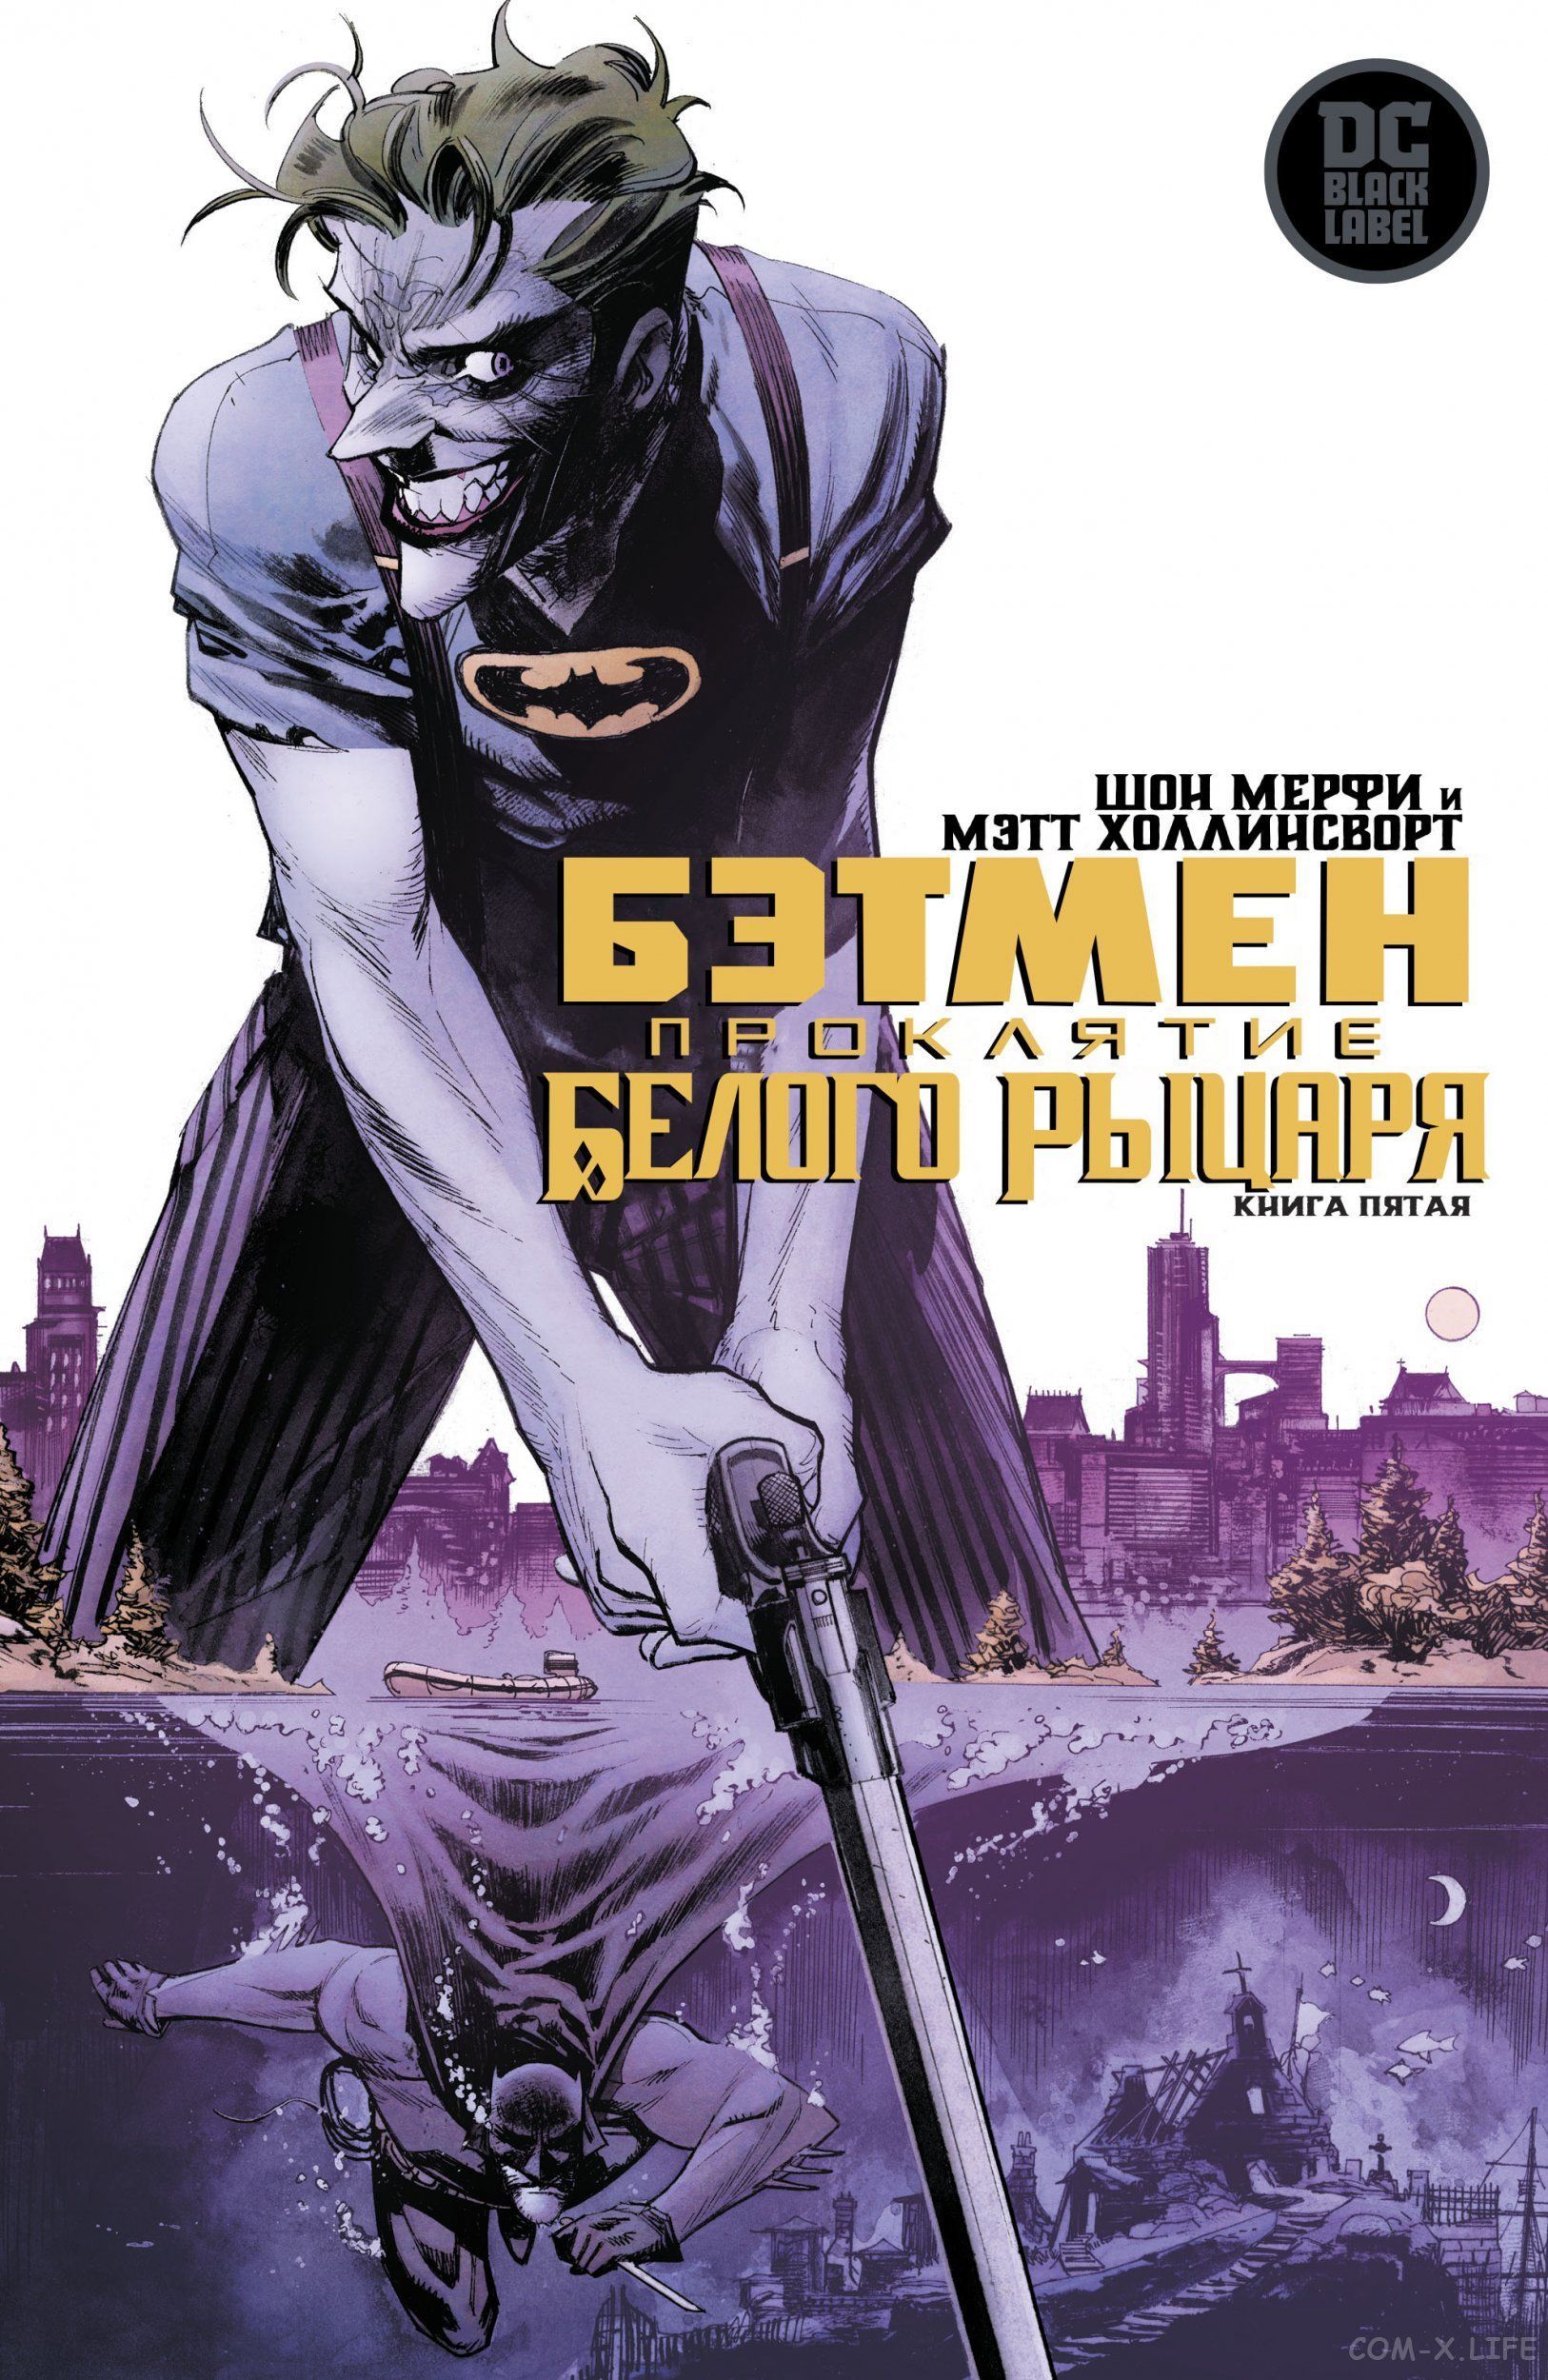 DC
BLACK
LABEL
ШОН МЕРФИ и
МЭТТ ХОЛЛИНСВОРТ
БЭТМЕН
ПРОКЛЯТИЕ
БЕЛОГО РЫЦАРЯ
КНИГА ПЯТАЯ
COM-X.LIFE